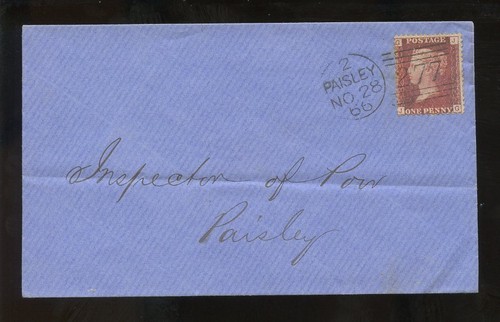 POSTAGE
ONE PENNY
2
PAISLEY
NO 28
66
Inspector of Poor
Paisley